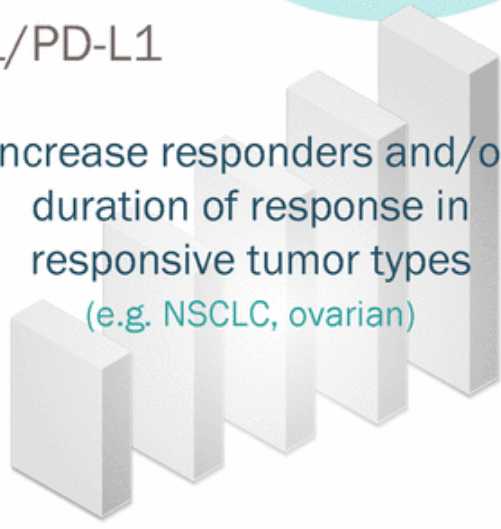 /PD-L1
ncrease responders and/o
duration of response in
responsive tumor types
(e.g. NSCLC, ovarian)